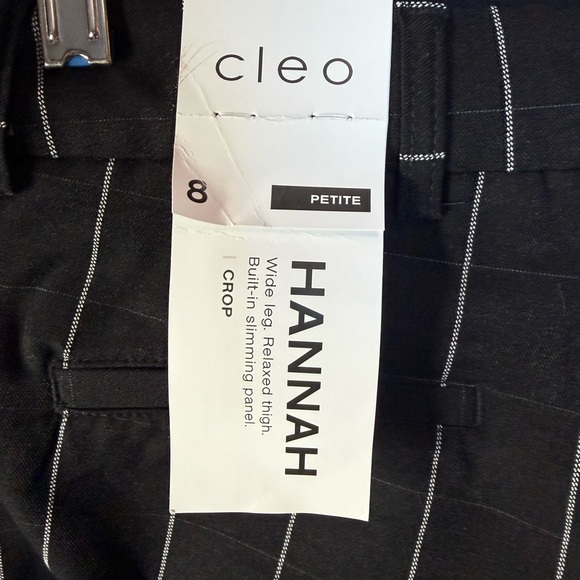 cleo
8
PETITE
HANNAH
Wide leg. Relaxed thigh.
Built-in slimming panel.
| CROP